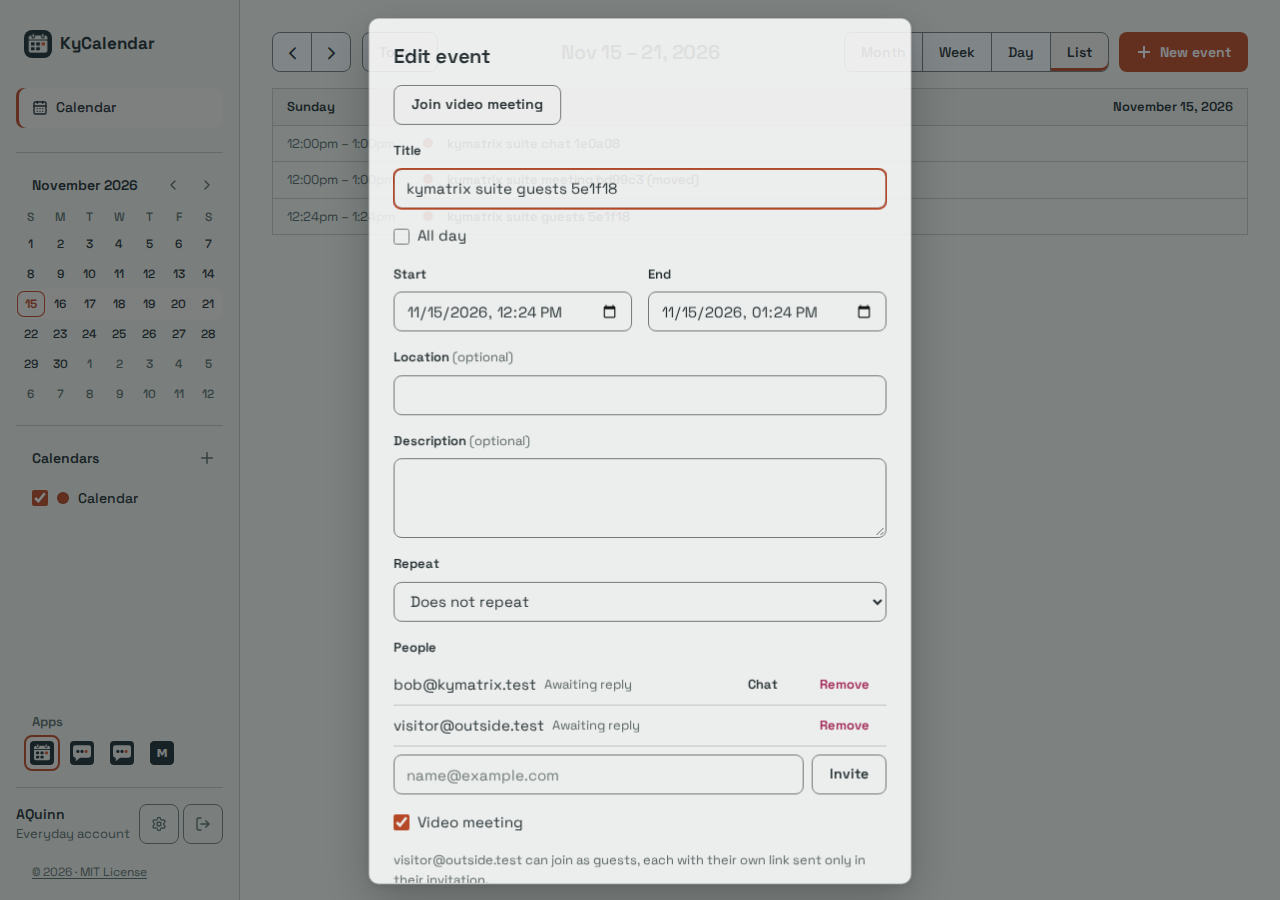 KyCalendar
Calendar
November 2026
S M T W T F S
1 2 3 4 5 6 7
8 9 10 11 12 13 14
15 16 17 18 19 20 21
22 23 24 25 26 27 28
29 30 1 2 3 4 5
6 7 8 9 10 11 12
Calendars
Calendar
Apps
M
AQuinn
Everyday account
© 2026 · MIT License
Nov 15 – 21, 2026
Month Week Day List
New event
Sunday November 15, 2026
12:00pm – 1:00pm kymatrix suite chat 1e0a08
12:00pm – 1:00pm kymatrix suite meeting bd99c3 (moved)
12:24pm – 1:24pm kymatrix suite guests 5e1f18
Edit event
Join video meeting
Title
kymatrix suite guests 5e1f18
All day
Start End
11/15/2026, 12:24 PM 11/15/2026, 01:24 PM
Location (optional)
Description (optional)
Repeat
Does not repeat
People
bob@kymatrix.test Awaiting reply Chat Remove
visitor@outside.test Awaiting reply Remove
name@example.com Invite
Video meeting
visitor@outside.test can join as guests, each with their own link sent only in
their invitation.